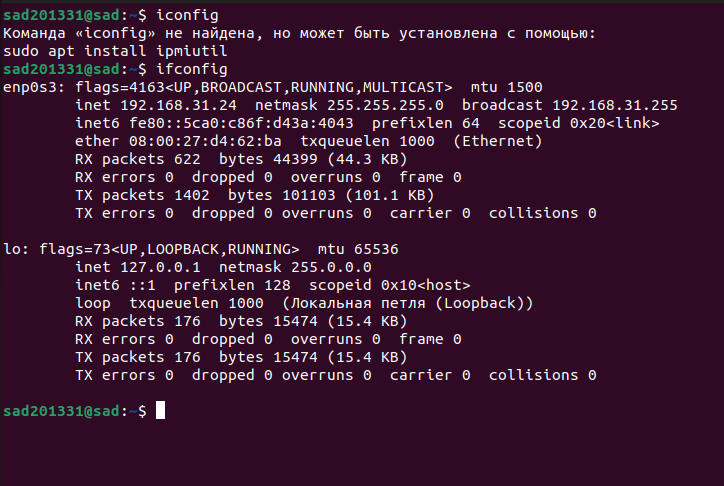 sad201331@sad:~$ iconfig
Команда «iconfig» не найдена, но может быть установлена с помощью:
sudo apt install ipmiutil
sad201331@sad:~$ ifconfig
enp0s3: flags=4163<UP,BROADCAST,RUNNING,MULTICAST>  mtu 1500
        inet 192.168.31.24  netmask 255.255.255.0  broadcast 192.168.31.255
        inet6 fe80::5ca0:c86f:d43a:4043  prefixlen 64  scopeid 0x20<link>
        ether 08:00:27:d4:62:ba  txqueuelen 1000  (Ethernet)
        RX packets 622  bytes 44399 (44.3 KB)
        RX errors 0  dropped 0  overruns 0  frame 0
        TX packets 1402  bytes 101103 (101.1 KB)
        TX errors 0  dropped 0 overruns 0  carrier 0  collisions 0

lo: flags=73<UP,LOOPBACK,RUNNING>  mtu 65536
        inet 127.0.0.1  netmask 255.0.0.0
        inet6 ::1  prefixlen 128  scopeid 0x10<host>
        loop  txqueuelen 1000  (Локальная петля (Loopback))
        RX packets 176  bytes 15474 (15.4 KB)
        RX errors 0  dropped 0  overruns 0  frame 0
        TX packets 176  bytes 15474 (15.4 KB)
        TX errors 0  dropped 0 overruns 0  carrier 0  collisions 0

sad201331@sad:~$